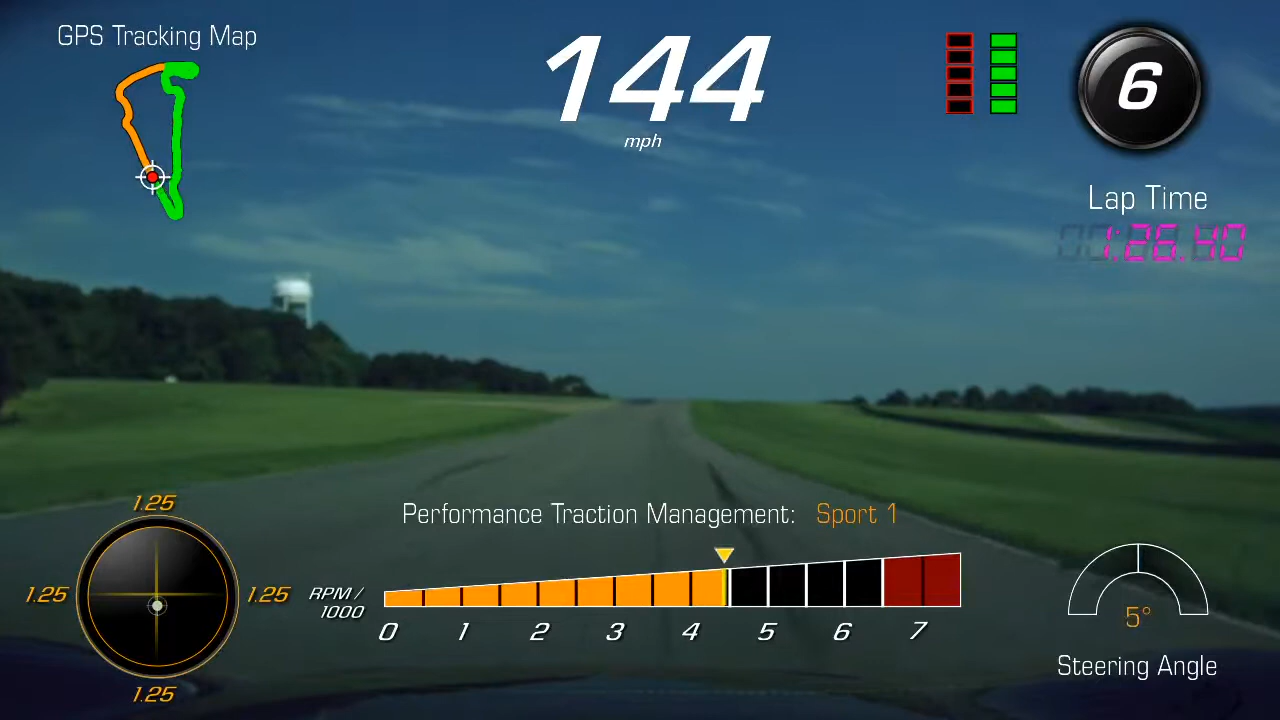 GPS Tracking Map
144
mph
6
Lap Time
1:26.40
1.25
1.25
1.25
1.25
Performance Traction Management: Sport 1
RPM /
1000
0 1 2 3 4 5 6 7
5°
Steering Angle